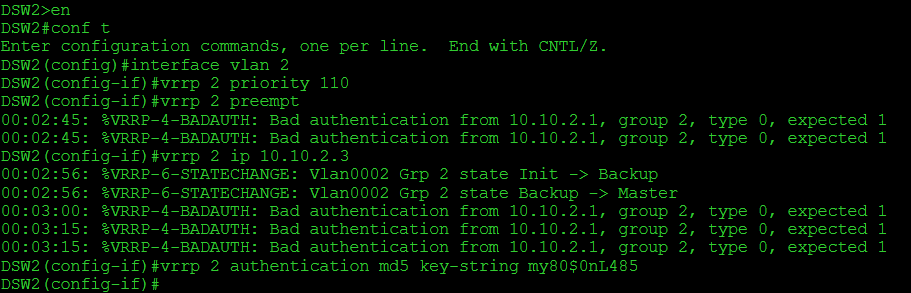 DSW2>en
DSW2#conf t
Enter configuration commands, one per line.  End with CNTL/Z.
DSW2(config)#interface vlan 2
DSW2(config-if)#vrrp 2 priority 110
DSW2(config-if)#vrrp 2 preempt
00:02:45: %VRRP-4-BADAUTH: Bad authentication from 10.10.2.1, group 2, type 0, expected 1
00:02:45: %VRRP-4-BADAUTH: Bad authentication from 10.10.2.1, group 2, type 0, expected 1
DSW2(config-if)#vrrp 2 ip 10.10.2.3
00:02:56: %VRRP-6-STATECHANGE: Vlan0002 Grp 2 state Init -> Backup
00:02:56: %VRRP-6-STATECHANGE: Vlan0002 Grp 2 state Backup -> Master
00:03:00: %VRRP-4-BADAUTH: Bad authentication from 10.10.2.1, group 2, type 0, expected 1
00:03:15: %VRRP-4-BADAUTH: Bad authentication from 10.10.2.1, group 2, type 0, expected 1
00:03:15: %VRRP-4-BADAUTH: Bad authentication from 10.10.2.1, group 2, type 0, expected 1
DSW2(config-if)#vrrp 2 authentication md5 key-string my80$0nL485
DSW2(config-if)#